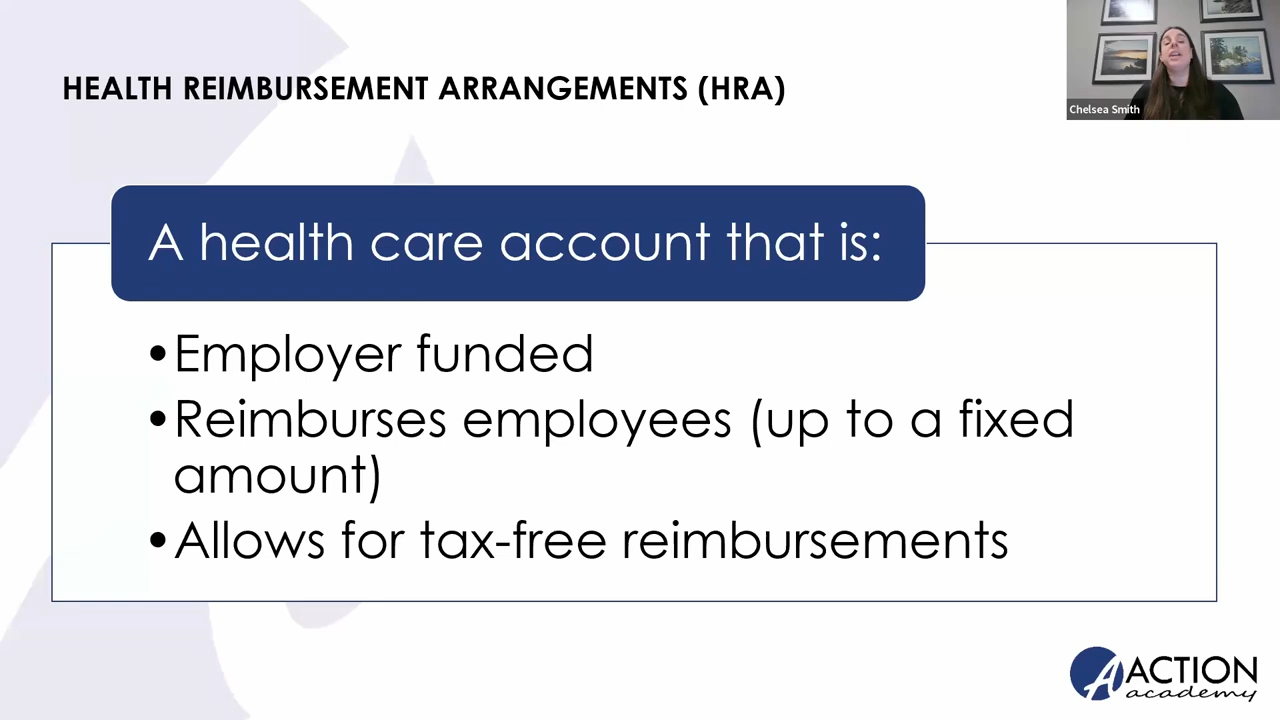 HEALTH REIMBURSEMENT ARRANGEMENTS (HRA)
Chelsea Smith
A health care account that is:
•Employer funded
•Reimburses employees (up to a fixed
amount)
•Allows for tax-free reimbursements
A ACTION
academy